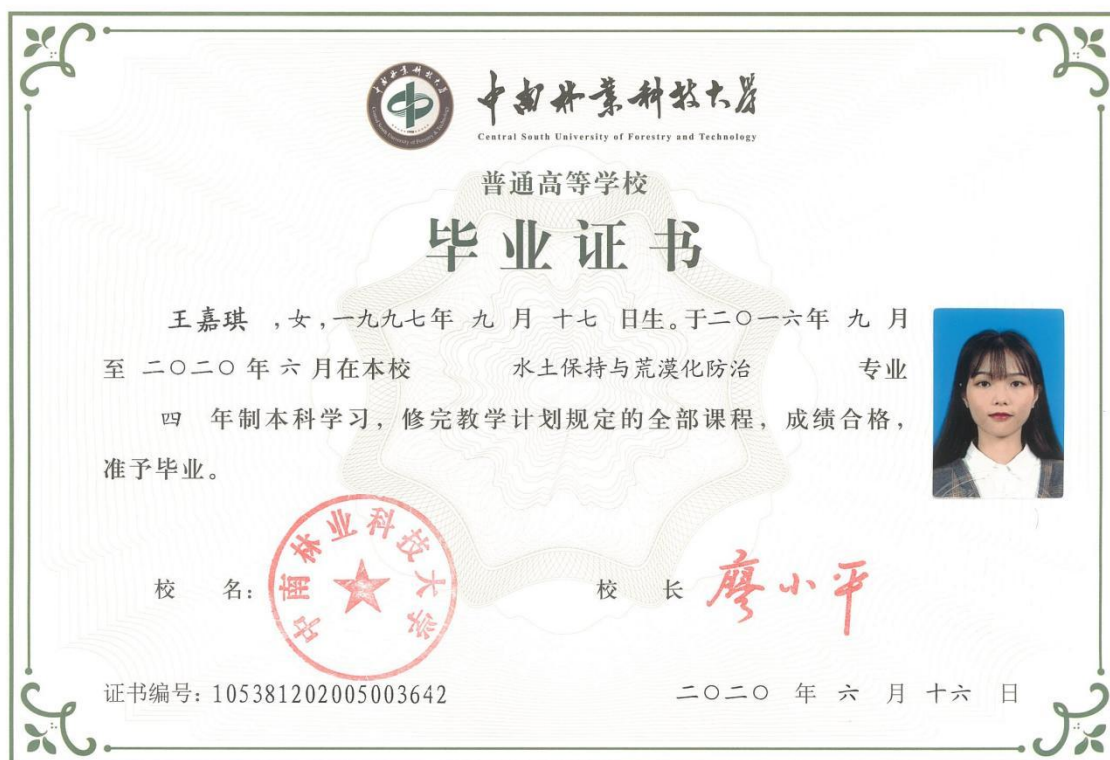 中南林业科技大学
Central South University of Forestry and Technology
普通高等学校
毕业证书
王嘉琪 ,女,一九九七年 九 月 十七 日生。于二〇一六年 九 月
至 二〇二〇 年 六 月在本校 水土保持与荒漠化防治 专业
四 年制本科学习,修完教学计划规定的全部课程,成绩合格,
准予毕业。
校 名: 中南林业科技大学
校 长 廖小平
证书编号: 105381202005003642
二〇二〇 年 六 月 十六 日